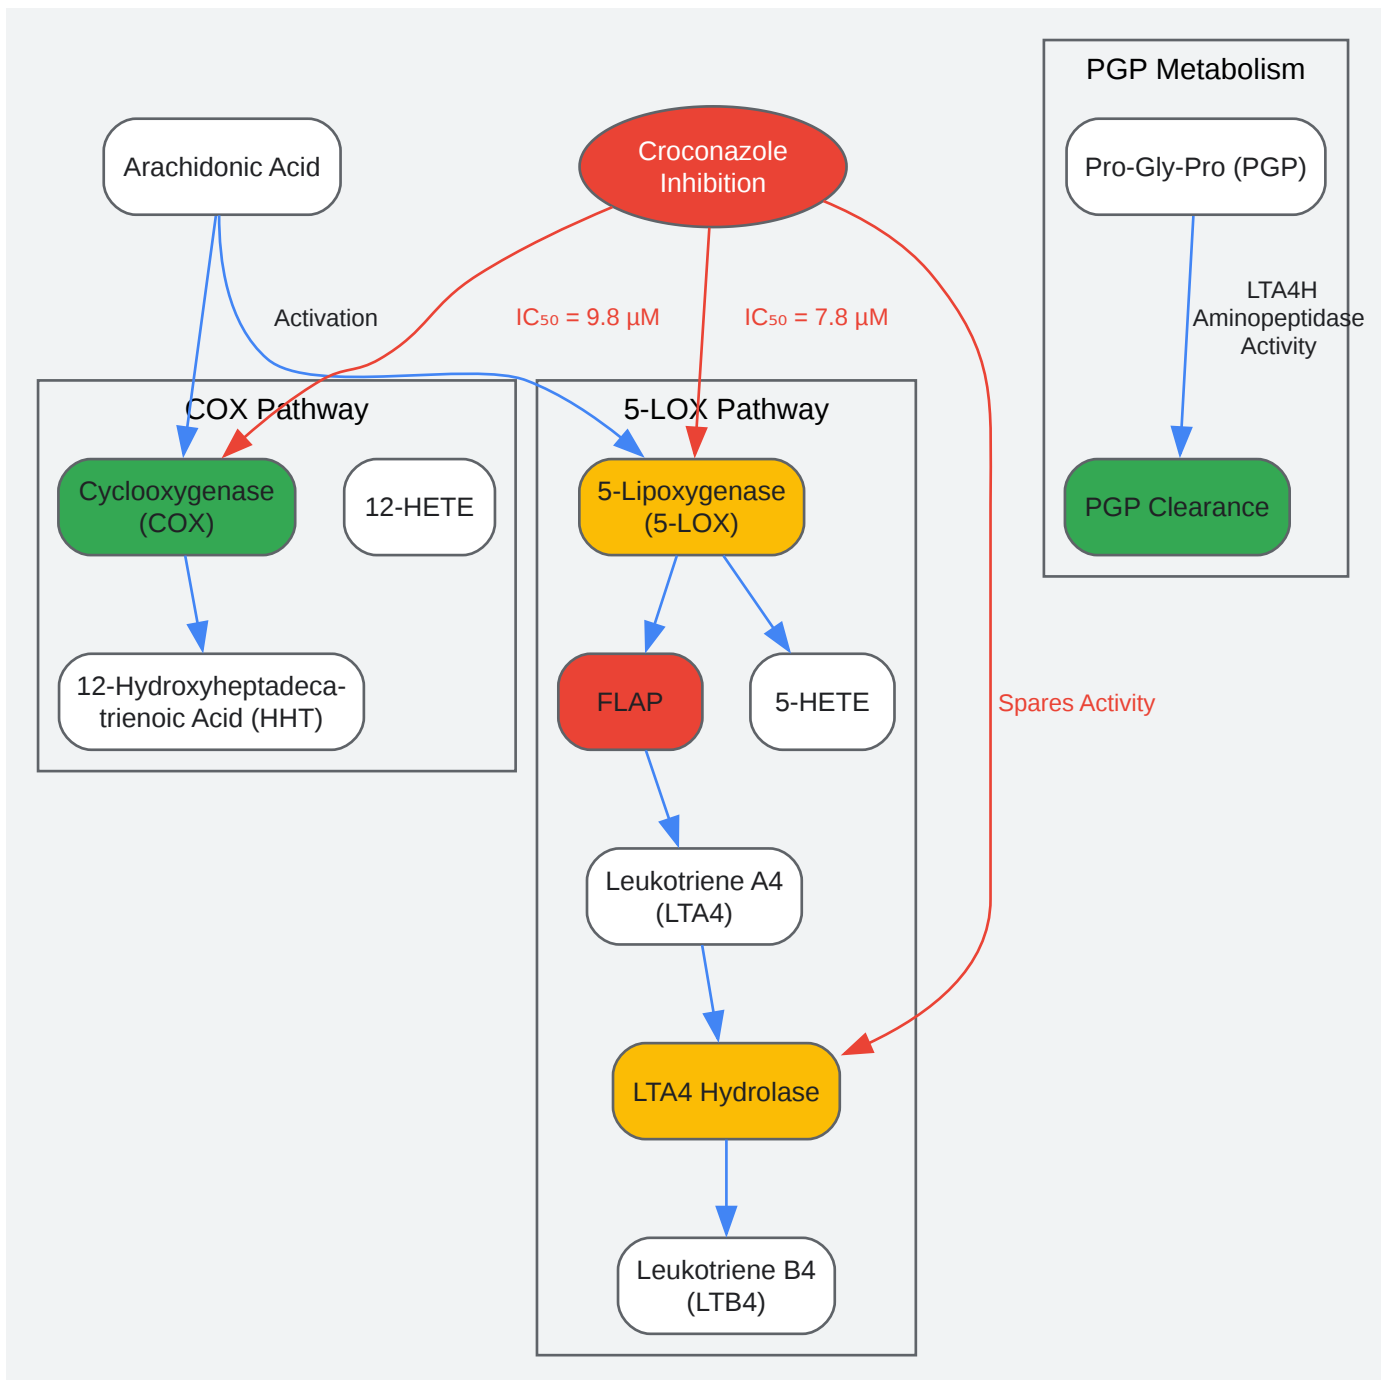 PGP Metabolism
Arachidonic Acid
Croconazole
Inhibition
Pro-Gly-Pro (PGP)
Activation
IC₅₀ = 9.8 µM
IC₅₀ = 7.8 µM
LTA4H
Aminopeptidase
Activity
COX Pathway
5-LOX Pathway
Cyclooxygenase
(COX)
12-HETE
5-Lipoxygenase
(5-LOX)
PGP Clearance
12-Hydroxyheptadeca-
trienoic Acid (HHT)
FLAP
5-HETE
Spares Activity
Leukotriene A4
(LTA4)
LTA4 Hydrolase
Leukotriene B4
(LTB4)